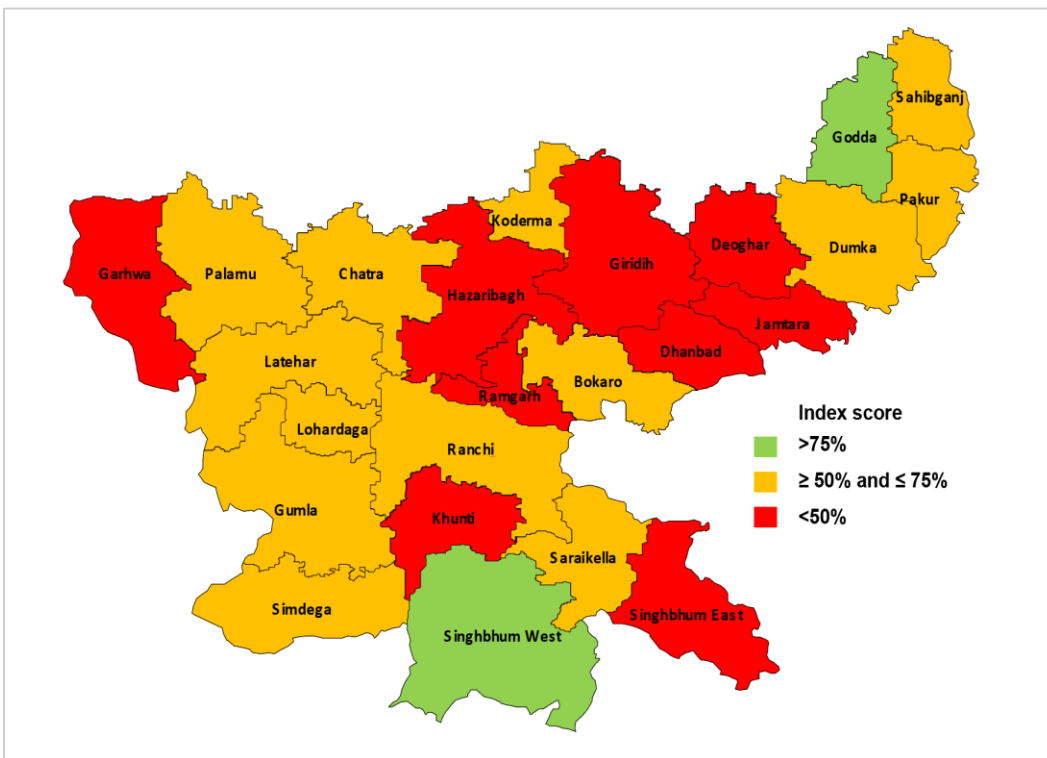 Sahibganj
Godda
Pakur
Koderma
Deoghar
Dumka
Garhwa
Palamu
Chatra
Giridih
Hazaribagh
Jamtara
Latehar
Dhanbad
Bokaro
Ramgarh
Lohardaga
Ranchi
Gumla
Khunti
Saraikella
Simdega
Singhbhum East
Singhbhum West
Index score
>75%
≥ 50% and ≤ 75%
<50%